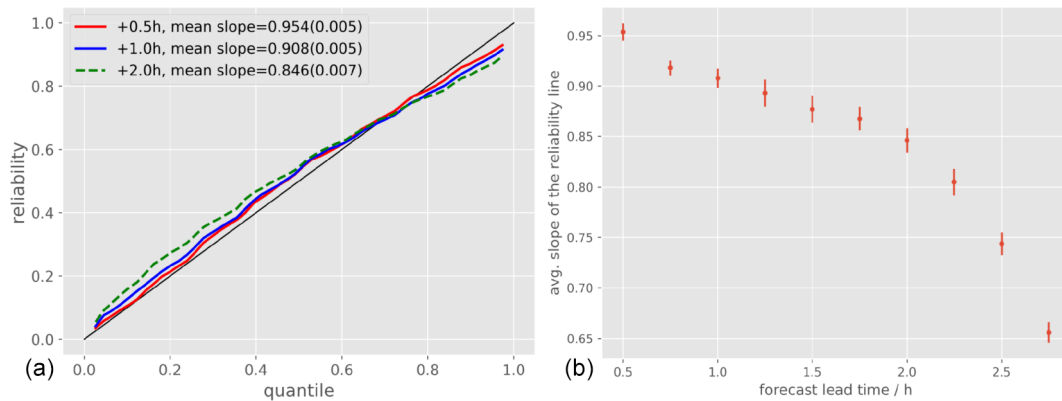 +0.5h, mean slope=0.954(0.005)
+1.0h, mean slope=0.908(0.005)
+2.0h, mean slope=0.846(0.007)
1.0
0.8
0.6
0.4
0.2
0.0
reliability
0.0 0.2 0.4 0.6 0.8 1.0
quantile
(a)
0.95
0.90
0.85
0.80
0.75
0.70
0.65
avg. slope of the reliability line
0.5 1.0 1.5 2.0 2.5
forecast lead time / h
(b)